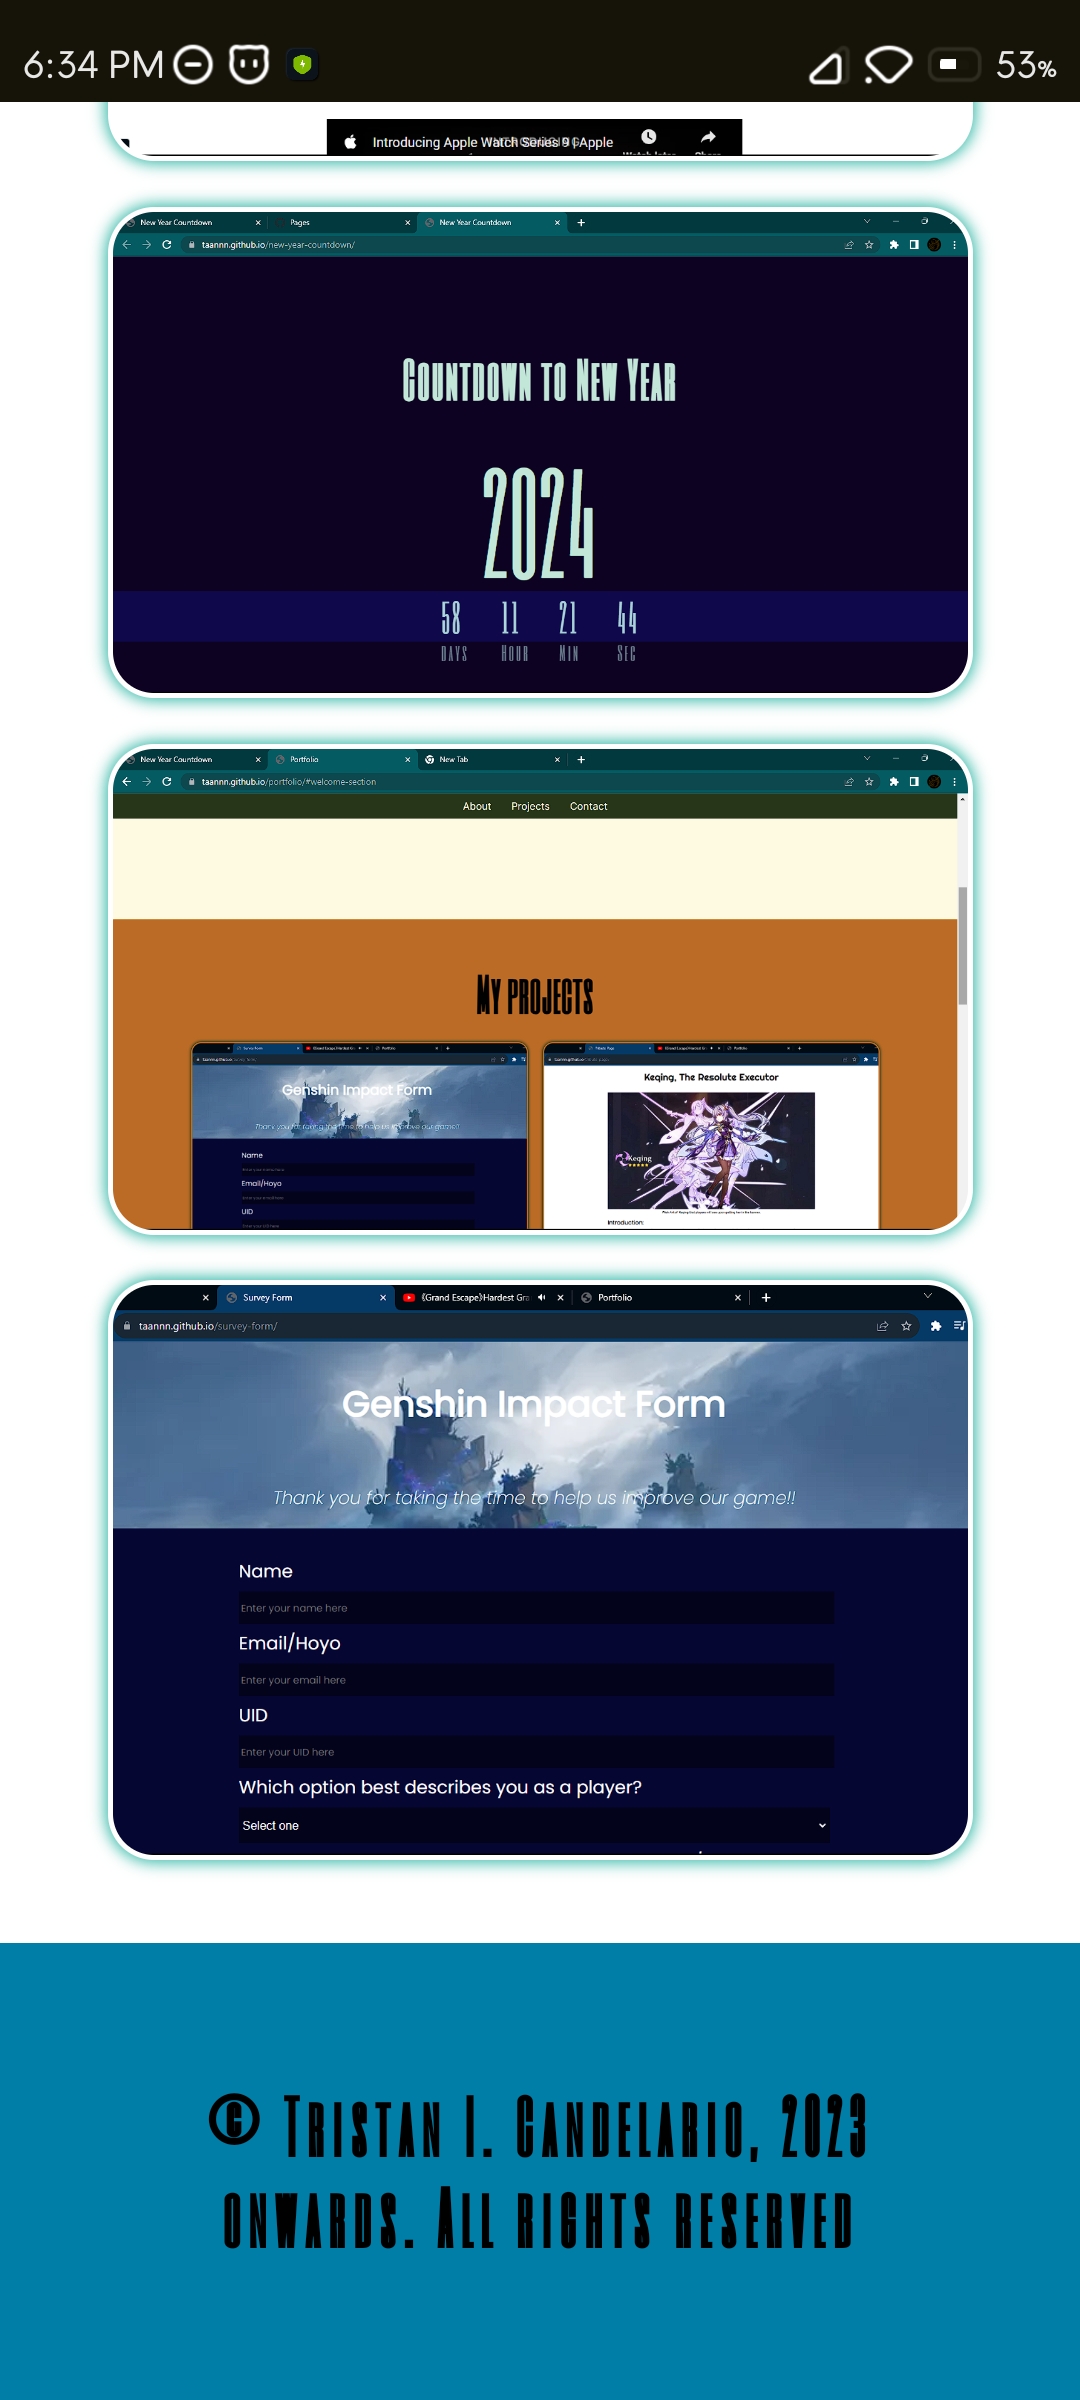 6:34 PM
53%
Introducing Apple Watch Series 9 | Apple
New Year Countdown
Pages
New Year Countdown
taannn.github.io/new-year-countdown/
Countdown to New Year
2024
58 11 21 44
Days Hour Min Sec
New Year Countdown
Portfolio
New Tab
taannn.github.io/portfolio/#welcome-section
About Projects Contact
My projects
Survey Form
Portfolio
Genshin Impact Form
Thank you for taking the time to help us improve our game!!
Name
Email/Hoyo
UID
Keqing, The Resolute Executor
Keqing
Introduction:
Survey Form
《Grand Escape》Hardest Gra
Portfolio
taannn.github.io/survey-form/
Genshin Impact Form
Thank you for taking the time to help us improve our game!!
Name
Enter your name here
Email/Hoyo
Enter your email here
UID
Enter your UID here
Which option best describes you as a player?
Select one
© Tristan I. Candelario, 2023
onwards. All rights reserved